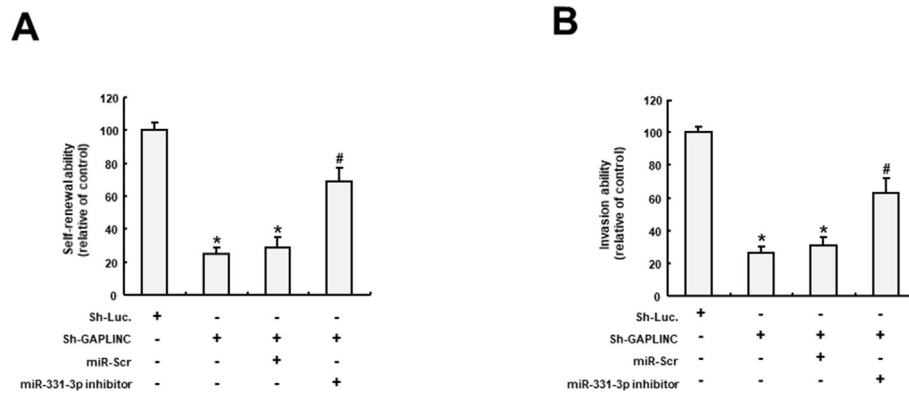 A
B
Self-renewal ability
(relative of control)
120
100
80
60
40
20
0
*
*
#
Sh-Luc. + - - -
Sh-GAPLINC - + + +
miR-Scr - - + -
miR-331-3p inhibitor - - - +
Invasion ability
(relative of control)
120
100
80
60
40
20
0
*
*
#
Sh-Luc. + - - -
Sh-GAPLINC - + + +
miR-Scr - - + -
miR-331-3p inhibitor - - - +